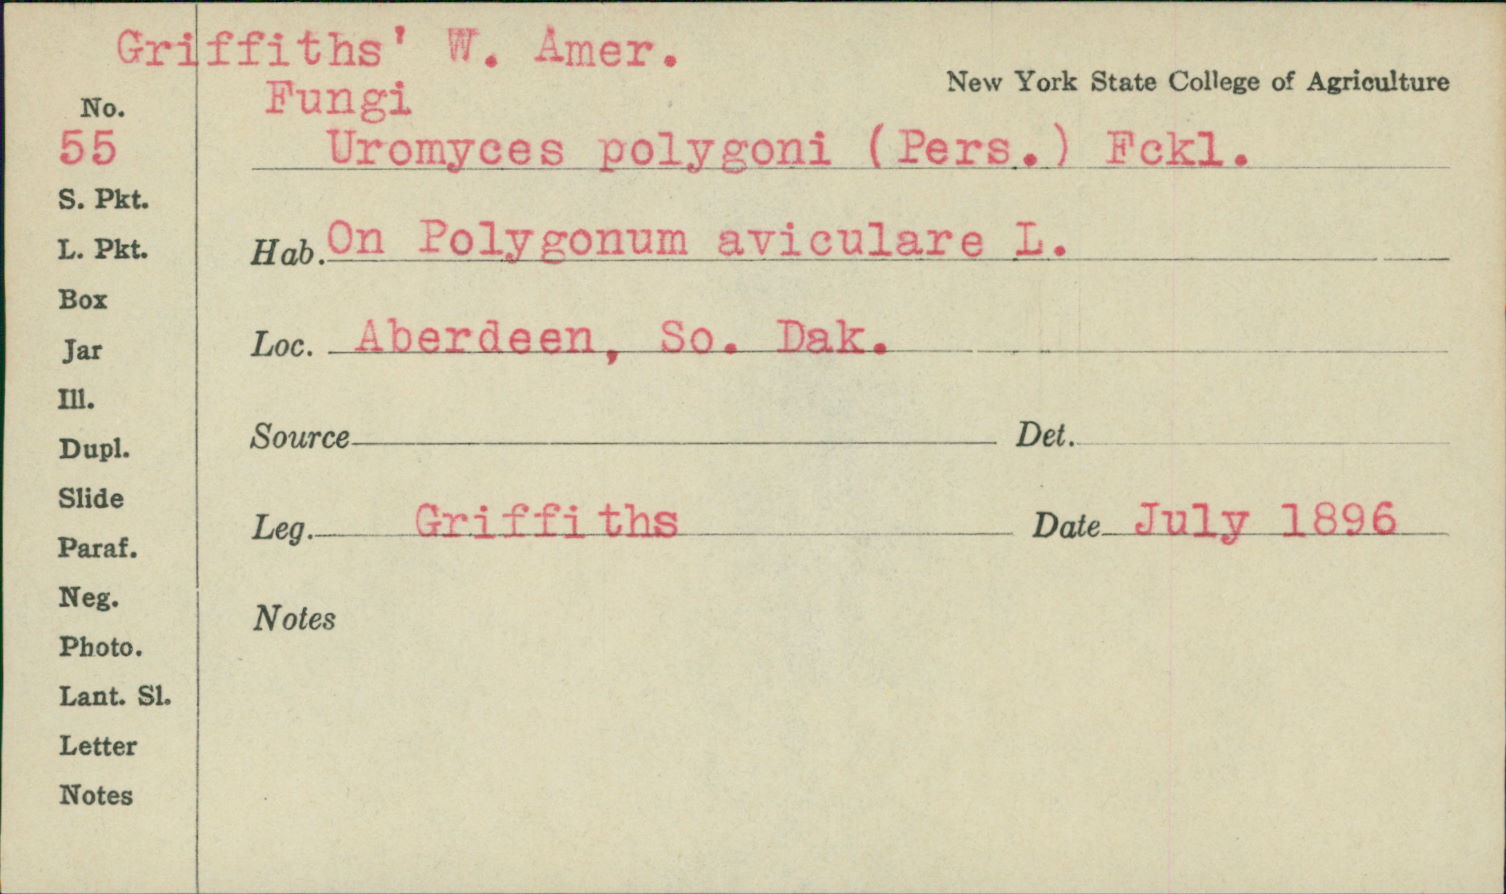 Griffiths' W. Amer.
Fungi
New York State College of Agriculture
No.
55
Uromyces polygoni (Pers.) Fckl.
S. Pkt.
L. Pkt.
Hab. On Polygonum aviculare L.
Box
Jar
Loc. Aberdeen, So. Dak.
Ill.
Dupl.
Source Det.
Slide
Leg. Griffiths Date July 1896
Paraf.
Neg.
Notes
Photo.
Lant. Sl.
Letter
Notes